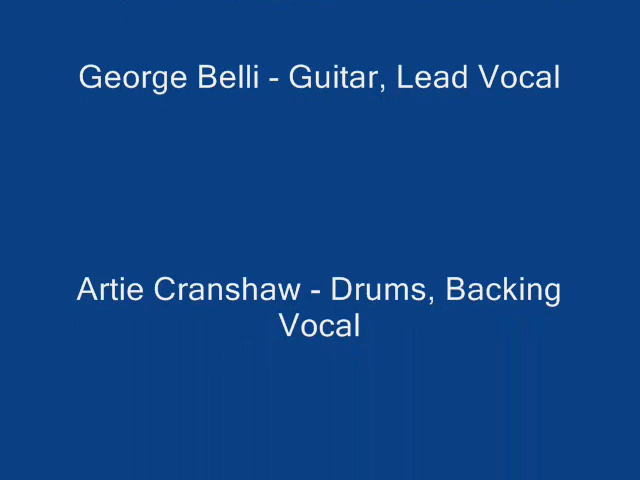 George Belli - Guitar, Lead Vocal
Artie Cranshaw - Drums, Backing
Vocal